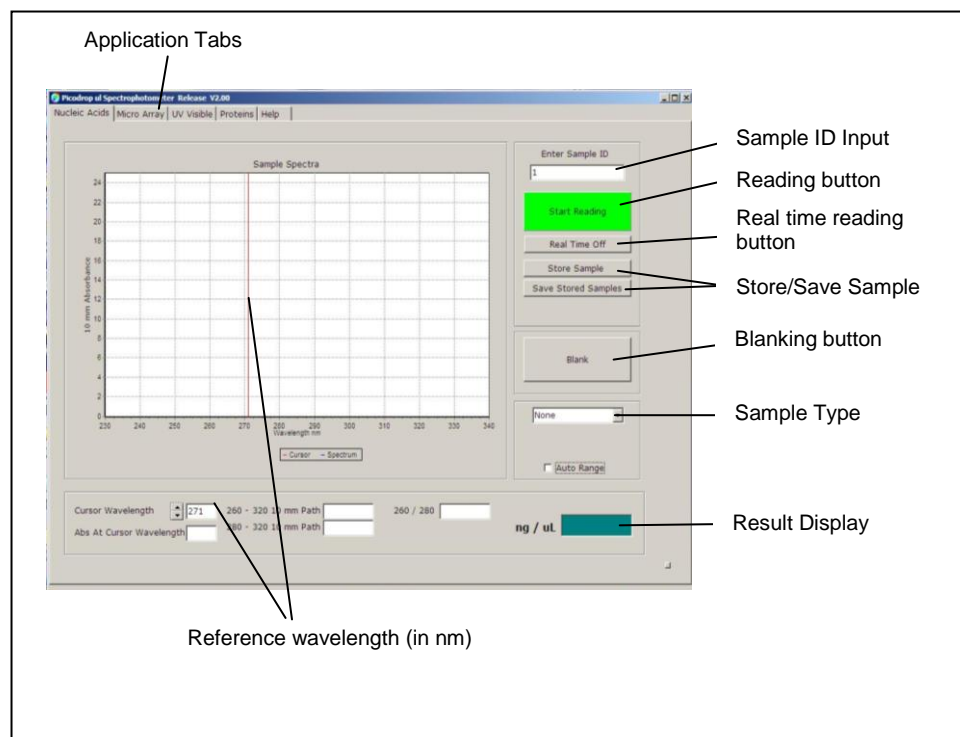 Application Tabs
Picodrop ul Spectrophotometer Release V2.00
Nucleic Acids Micro Array UV Visible Proteins Help
Sample Spectra
24
22
20
18
16
14
12
10
8
6
4
2
0
10 mm Absorbance
230 240 250 260 270 280 290 300 310 320 330 340
Wavelength nm
Cursor Spectrum
Enter Sample ID
1
Start Reading
Real Time Off
Store Sample
Save Stored Samples
Blank
None
Auto Range
Sample ID Input
Reading button
Real time reading
button
Store/Save Sample
Blanking button
Sample Type
Result Display
Cursor Wavelength 271 260 - 320 10 mm Path 260 / 280
Abs At Cursor Wavelength 280 - 320 10 mm Path
ng / uL
Reference wavelength (in nm)